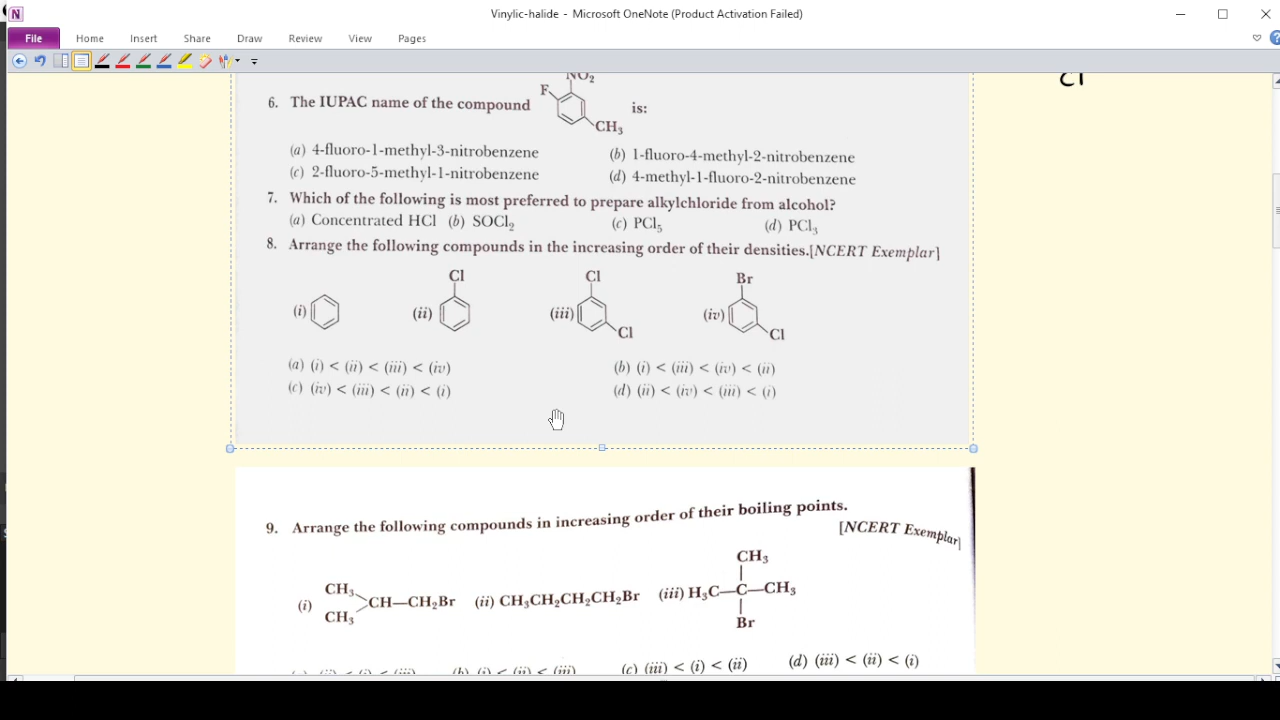 Vinylic-halide - Microsoft OneNote (Product Activation Failed)
File Home Insert Share Draw Review View Pages
Cl
NO2
F
6. The IUPAC name of the compound is:
CH3
(a) 4-fluoro-1-methyl-3-nitrobenzene (b) 1-fluoro-4-methyl-2-nitrobenzene
(c) 2-fluoro-5-methyl-1-nitrobenzene (d) 4-methyl-1-fluoro-2-nitrobenzene
7. Which of the following is most preferred to prepare alkylchloride from alcohol?
(a) Concentrated HCl (b) SOCl2 (c) PCl5 (d) PCl3
8. Arrange the following compounds in the increasing order of their densities.[NCERT Exemplar]
Cl Cl Br
(i) (ii) (iii) (iv)
Cl Cl
(a) (i) < (ii) < (iii) < (iv) (b) (i) < (iii) < (iv) < (ii)
(c) (iv) < (iii) < (ii) < (i) (d) (ii) < (iv) < (iii) < (i)
9. Arrange the following compounds in increasing order of their boiling points.
[NCERT Exemplar]
CH3
CH3
(i) CH—CH2Br (ii) CH3CH2CH2CH2Br (iii) H3C—C—CH3
CH3
Br
(c) (iii) < (i) < (ii) (d) (iii) < (ii) < (i)